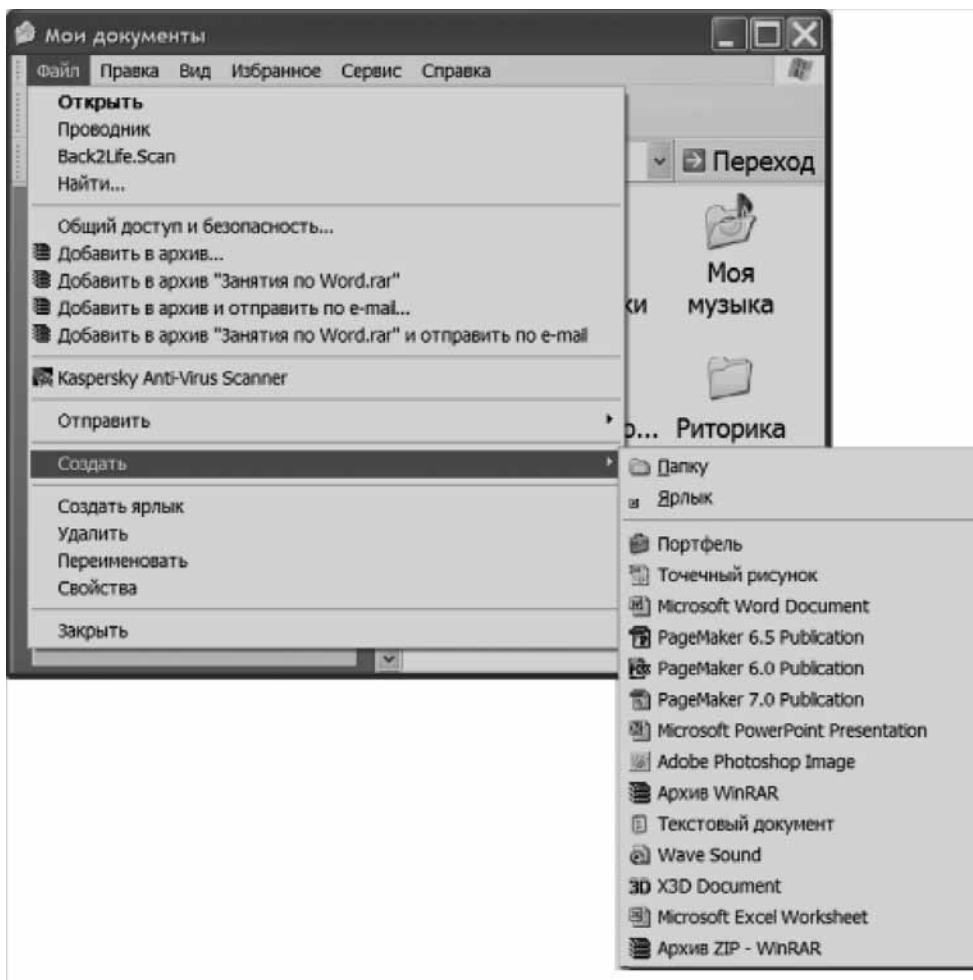 Мои документы
Файл Правка Вид Избранное Сервис Справка
Открыть
Проводник
Back2Life.Scan
Найти...
Общий доступ и безопасность...
Добавить в архив...
Добавить в архив "Занятия по Word.rar"
Добавить в архив и отправить по e-mail...
Добавить в архив "Занятия по Word.rar" и отправить по e-mail
Kaspersky Anti-Virus Scanner
Отправить
Создать
Создать ярлык
Удалить
Переименовать
Свойства
Закрыть
Переход
Моя
музыка
Риторика
Папку
Ярлык
Портфель
Точечный рисунок
Microsoft Word Document
PageMaker 6.5 Publication
PageMaker 6.0 Publication
PageMaker 7.0 Publication
Microsoft PowerPoint Presentation
Adobe Photoshop Image
Архив WinRAR
Текстовый документ
Wave Sound
3D X3D Document
Microsoft Excel Worksheet
Архив ZIP - WinRAR